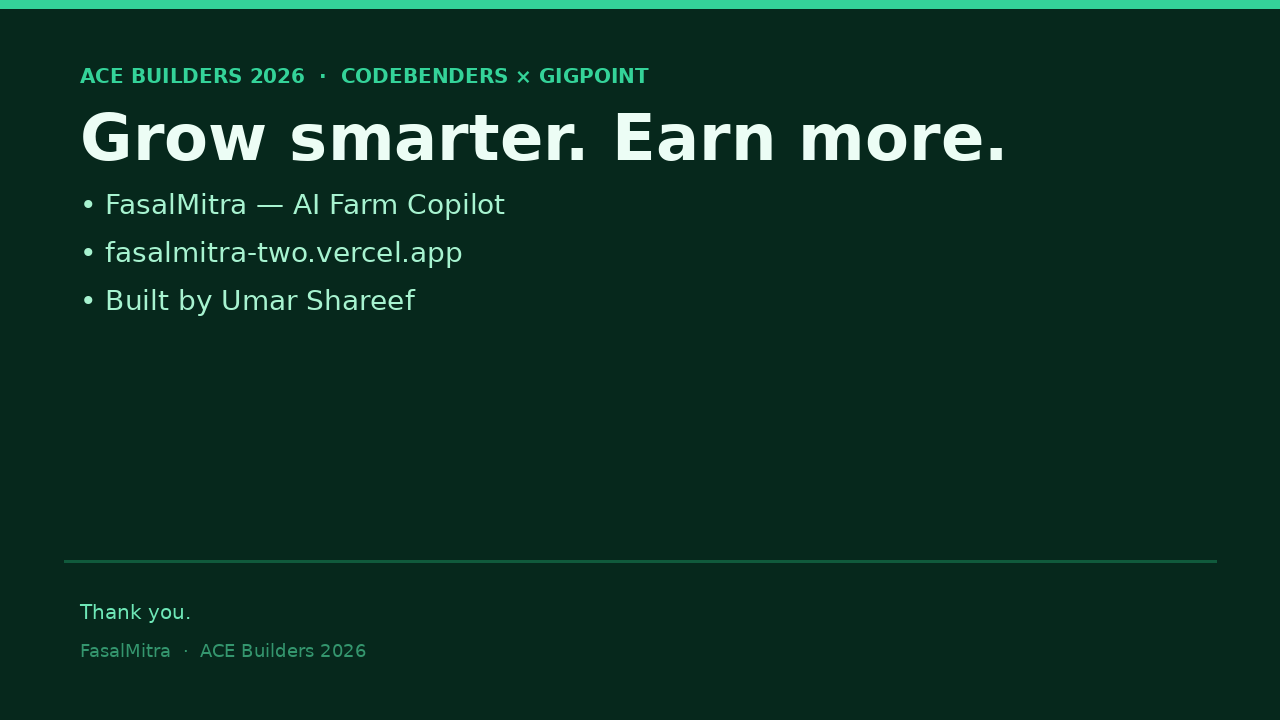 ACE BUILDERS 2026 · CODEBENDERS × GIGPOINT
Grow smarter. Earn more.
• FasalMitra — AI Farm Copilot
• fasalmitra-two.vercel.app
• Built by Umar Shareef
Thank you.
FasalMitra · ACE Builders 2026